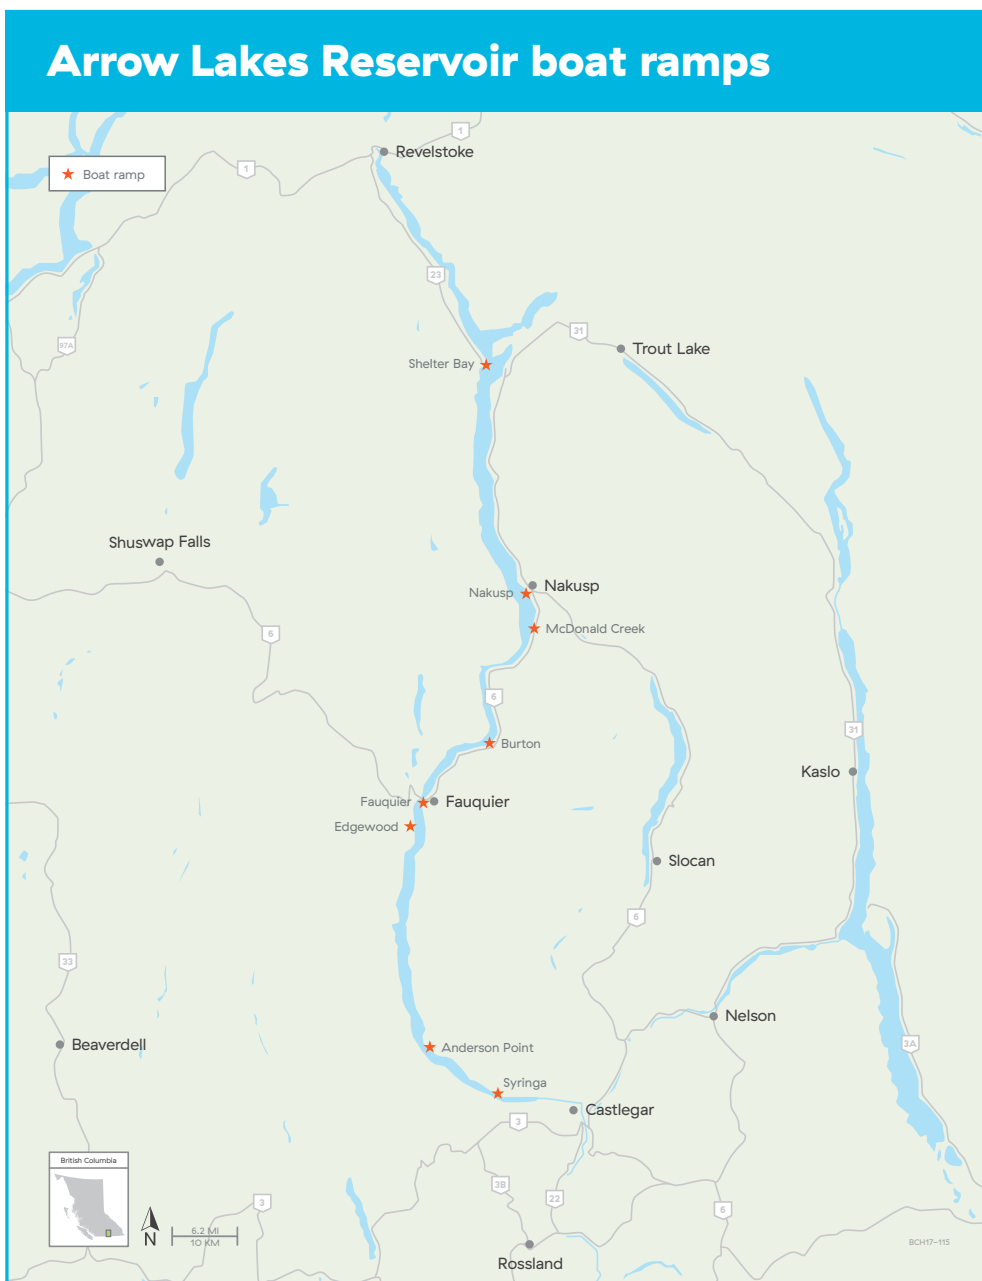 Arrow Lakes Reservoir boat ramps
1
Revelstoke
1
Boat ramp
23
31
97A
Trout Lake
Shelter Bay
Shuswap Falls
Nakusp
Nakusp
McDonald Creek
6
6
31
Burton
Kaslo
Fauquier
Fauquier
Edgewood
Slocan
6
33
Nelson
Beaverdell
Anderson Point
3A
Syringa
Castlegar
3
British Columbia
3B
22
3
6
N
6.2 MI
10 KM
BCH17-115
Rossland